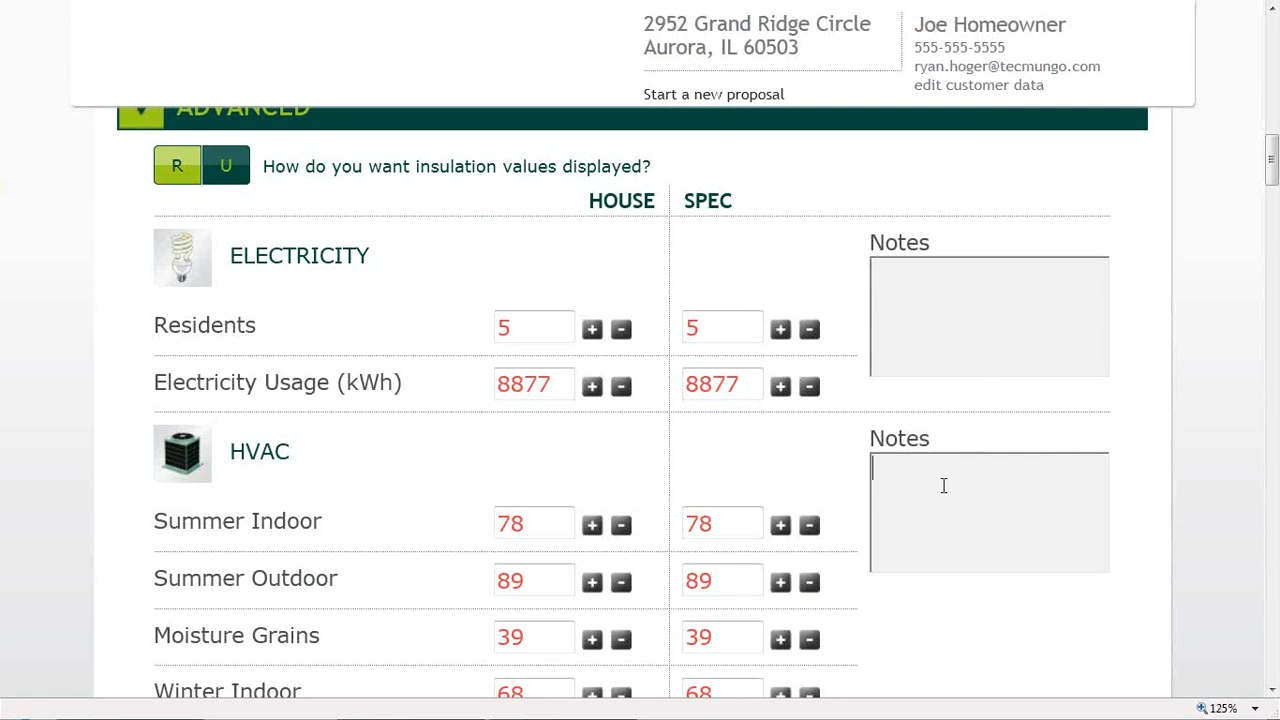 2952 Grand Ridge Circle
Aurora, IL 60503
Start a new proposal
Joe Homeowner
555-555-5555
ryan.hoger@tecmungo.com
edit customer data
ADVANCED
R U How do you want insulation values displayed?
HOUSE SPEC
ELECTRICITY
Notes
Residents 5 + - 5 + -
Electricity Usage (kWh) 8877 + - 8877 + -
HVAC
Notes
Summer Indoor 78 + - 78 + -
Summer Outdoor 89 + - 89 + -
Moisture Grains 39 + - 39 + -
Winter Indoor 68 68
125%